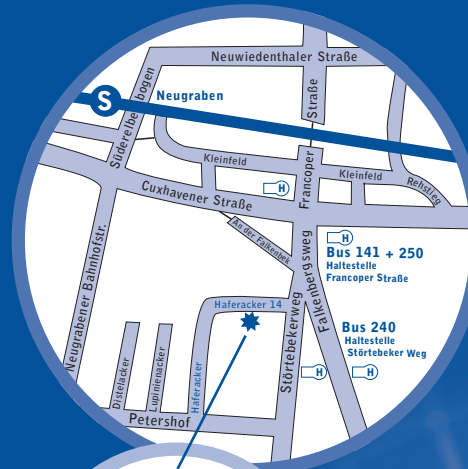 Neuwiedenthaler Straße
S
Neugraben
Süderelbebogen
Straße
Francoper
Kleinfeld
Kleinfeld
Rehstieg
H
Cuxhavener Straße
An der Falkenbek
H
Bus 141 + 250
Haltestelle
Francoper Straße
Neugrabener Bahnhofstr.
Falkenbergsweg
Haferacker 14
Störtebekerweg
Bus 240
Haltestelle
Störtebeker Weg
H
H
Distelacker
Lupinienacker
Haferacker
Petershof